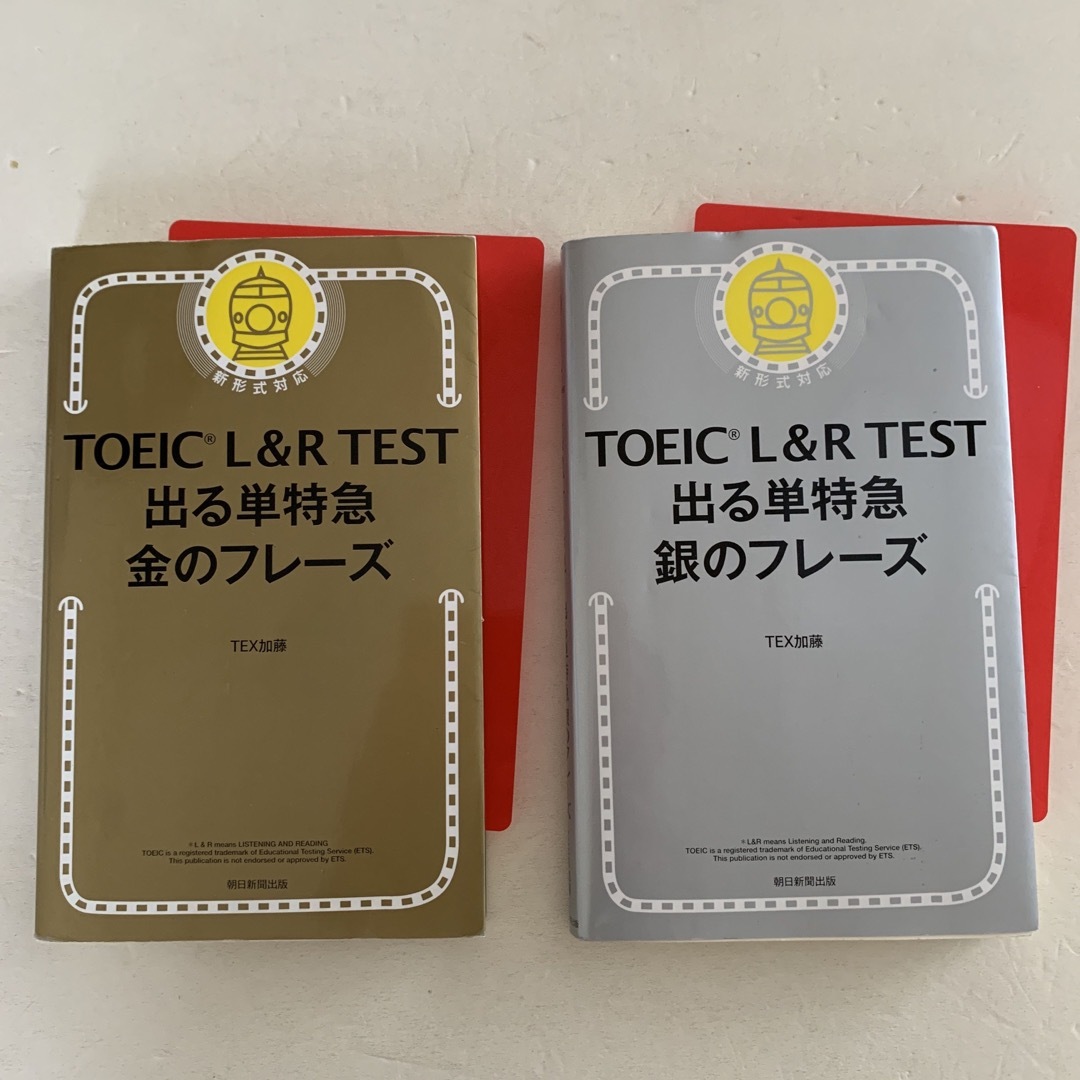 新形式対応
TOEIC® L&R TEST
出る単特急
金のフレーズ
TEX加藤
® L & R means LISTENING AND READING
TOEIC is a registered trademark of Educational Testing Service (ETS).
This publication is not endorsed or approved by ETS.
朝日新聞出版
新形式対応
TOEIC® L&R TEST
出る単特急
銀のフレーズ
TEX加藤
® L&R means Listening and Reading.
TOEIC is a registered trademark of Educational Testing Service (ETS).
This publication is not endorsed or approved by ETS.
朝日新聞出版